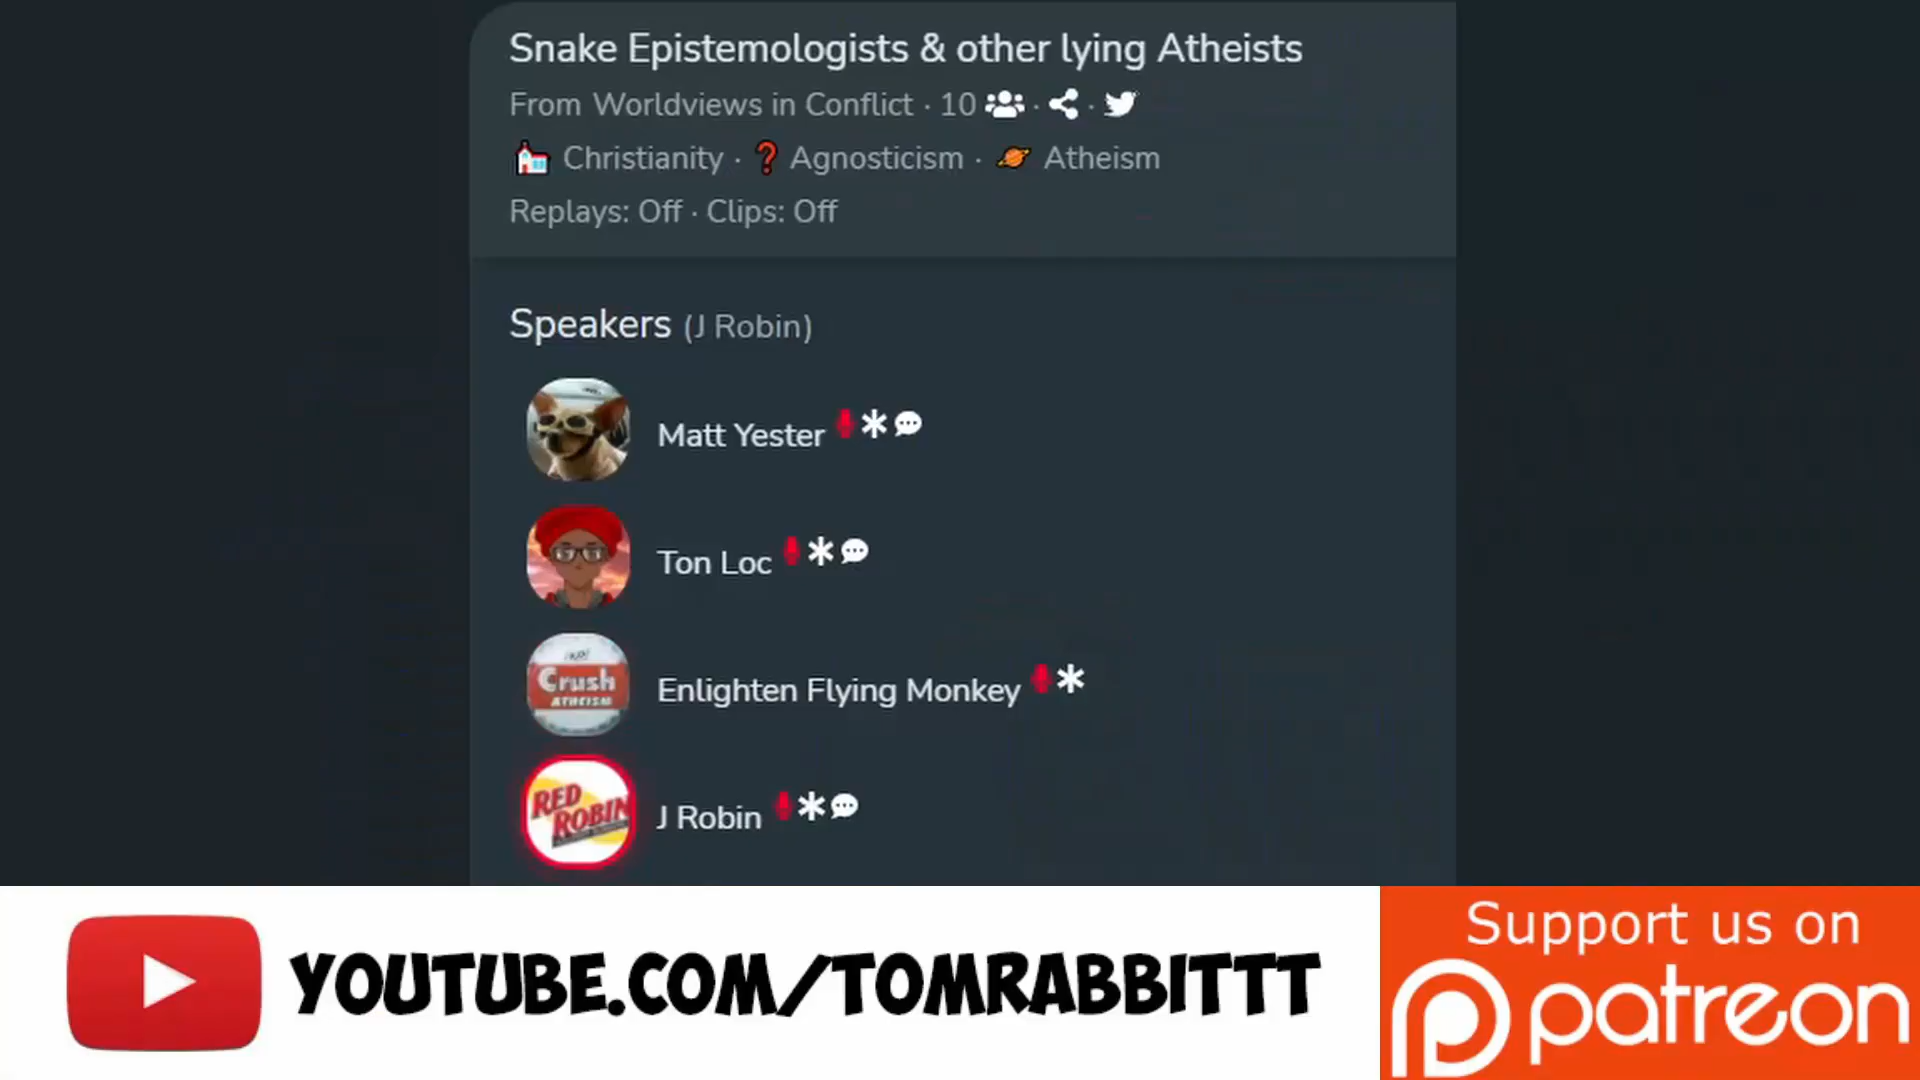 Snake Epistemologists & other lying Atheists
From Worldviews in Conflict · 10
Christianity · Agnosticism · Atheism
Replays: Off · Clips: Off
Speakers (J Robin)
Matt Yester
Ton Loc
Crush
ATHEISM
Enlighten Flying Monkey
RED
ROBIN
J Robin
YOUTUBE.COM/TOMRABBITTT
Support us on
patreon